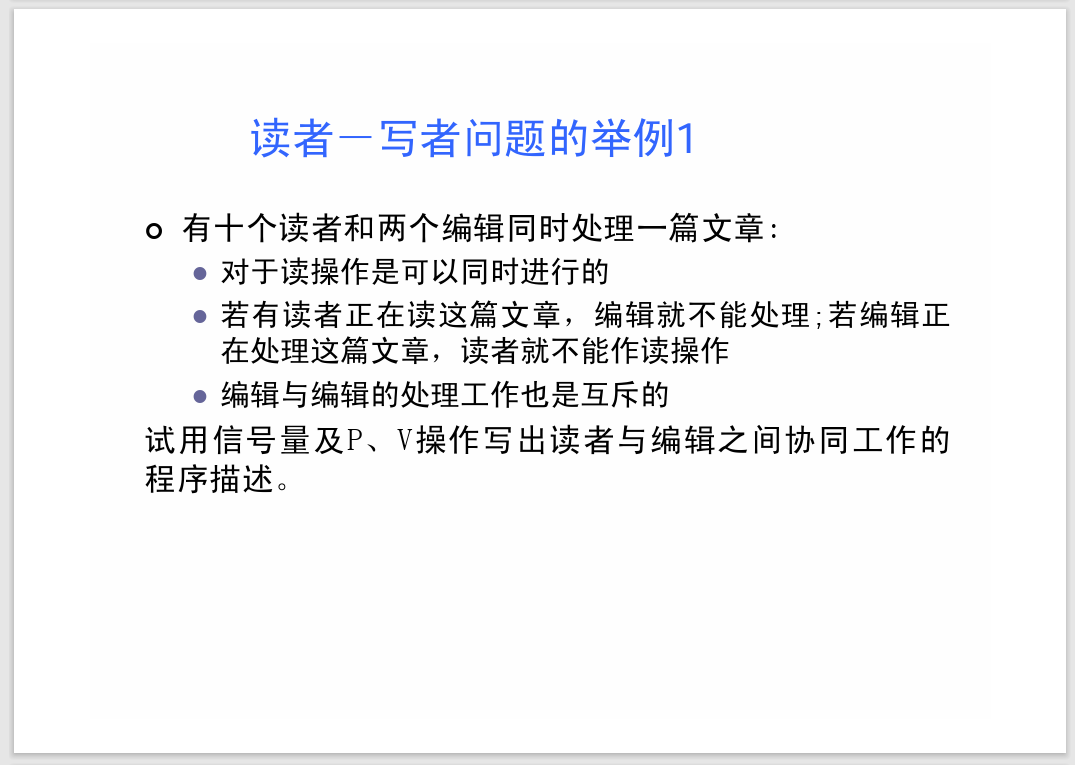 读者－写者问题的举例1
有十个读者和两个编辑同时处理一篇文章:
对于读操作是可以同时进行的
若有读者正在读这篇文章，编辑就不能处理;若编辑正
在处理这篇文章，读者就不能作读操作
编辑与编辑的处理工作也是互斥的
试用信号量及P、V操作写出读者与编辑之间协同工作的
程序描述。